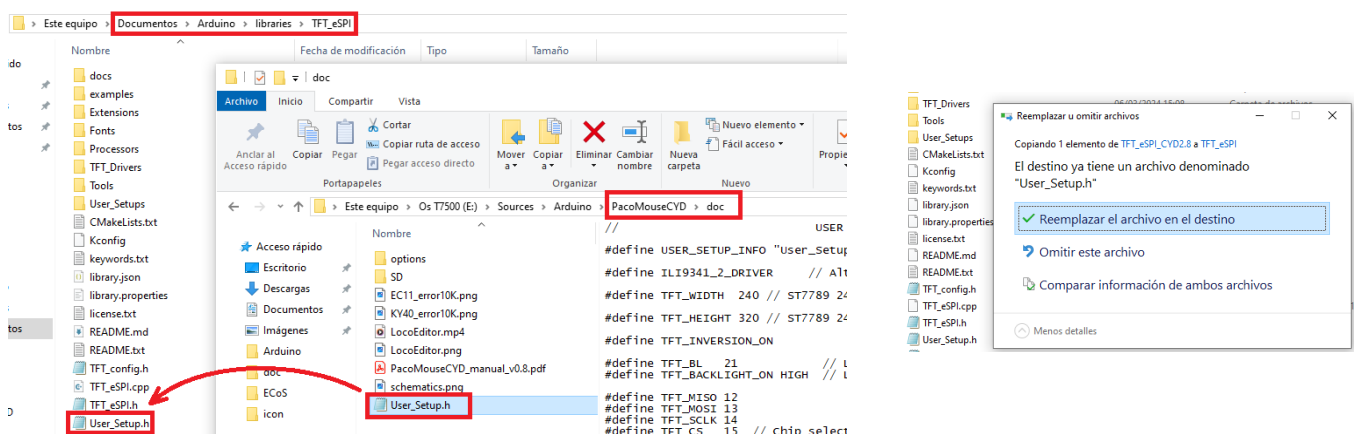 Este equipo > Documentos > Arduino > libraries > TFT_eSPI
Nombre
Fecha de modificación
Tipo
Tamaño
docs
examples
Extensions
Fonts
Processors
TFT_Drivers
Tools
User_Setups
CMakeLists.txt
Kconfig
keywords.txt
library.json
library.properties
license.txt
README.md
README.txt
TFT_config.h
TFT_eSPI.cpp
TFT_eSPI.h
User_Setup.h
doc
Archivo Inicio Compartir Vista
Anclar al
Acceso rápido
Copiar
Pegar
Cortar
Copiar ruta de acceso
Pegar acceso directo
Portapapeles
Mover
a
Copiar
a
Eliminar
Cambiar
nombre
Organizar
Nueva
carpeta
Nuevo elemento
Fácil acceso
Nuevo
Propie
Este equipo > Os T7500 (E:) > Sources > Arduino > PacoMouseCYD > doc
Acceso rápido
Escritorio
Descargas
Documentos
Imágenes
Arduino
doc
ECoS
icon
Nombre
options
SD
EC11_error10K.png
KY40_error10K.png
LocoEditor.mp4
LocoEditor.png
PacoMouseCYD_manual_v0.8.pdf
schematics.png
User_Setup.h
// USER
#define USER_SETUP_INFO "User_Setup
#define ILI9341_2_DRIVER // Alt
#define TFT_WIDTH 240 // ST7789 24
#define TFT_HEIGHT 320 // ST7789 24
#define TFT_INVERSION_ON
#define TFT_BL 21 // L
#define TFT_BACKLIGHT_ON HIGH // L
#define TFT_MISO 12
#define TFT_MOSI 13
#define TFT_SCLK 14
#define TFT_CS 15 // Chip select
TFT_Drivers
Tools
User_Setups
CMakeLists.txt
Kconfig
keywords.txt
library.json
library.properties
license.txt
README.md
README.txt
TFT_config.h
TFT_eSPI.cpp
TFT_eSPI.h
User_Setup.h
Reemplazar u omitir archivos
Copiando 1 elemento de TFT_eSPI_CYD2.8 a TFT_eSPI
El destino ya tiene un archivo denominado
"User_Setup.h"
Reemplazar el archivo en el destino
Omitir este archivo
Comparar información de ambos archivos
Menos detalles